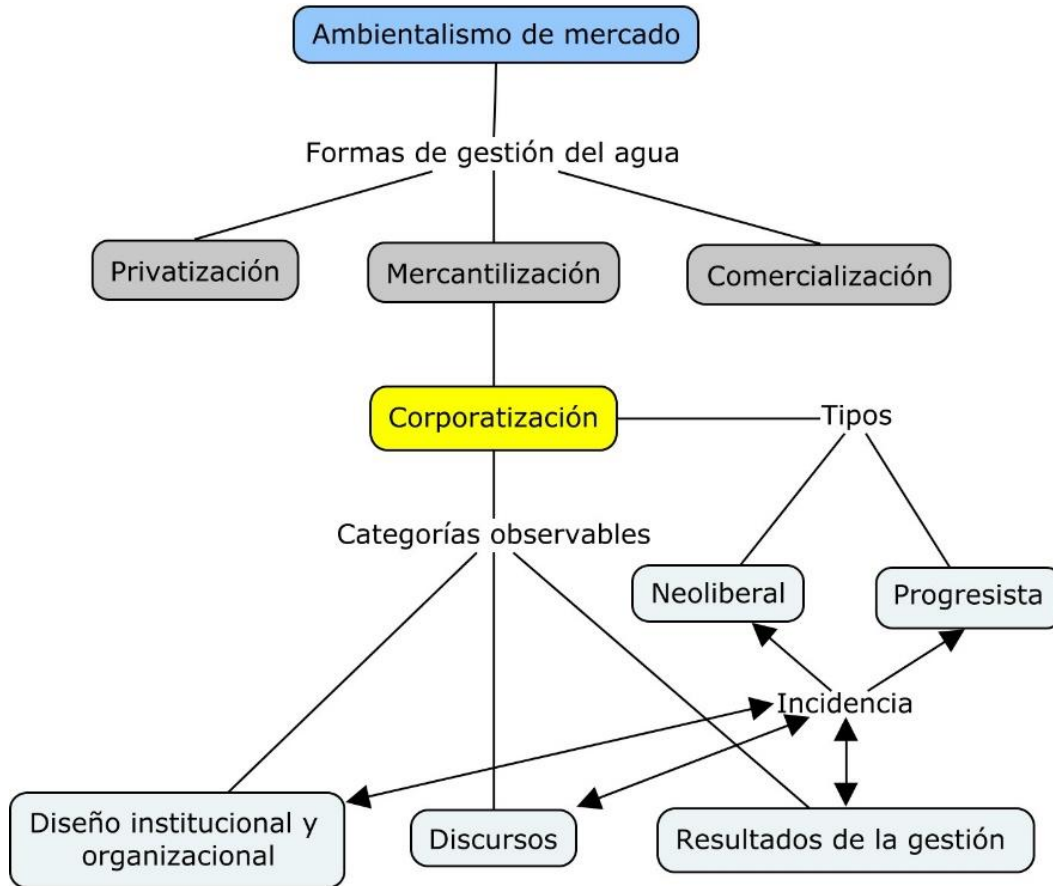 Ambientalismo de mercado
Formas de gestión del agua
Privatización
Mercantilización
Comercialización
Corporatización
Tipos
Categorías observables
Neoliberal
Progresista
Incidencia
Diseño institucional y
organizacional
Discursos
Resultados de la gestión